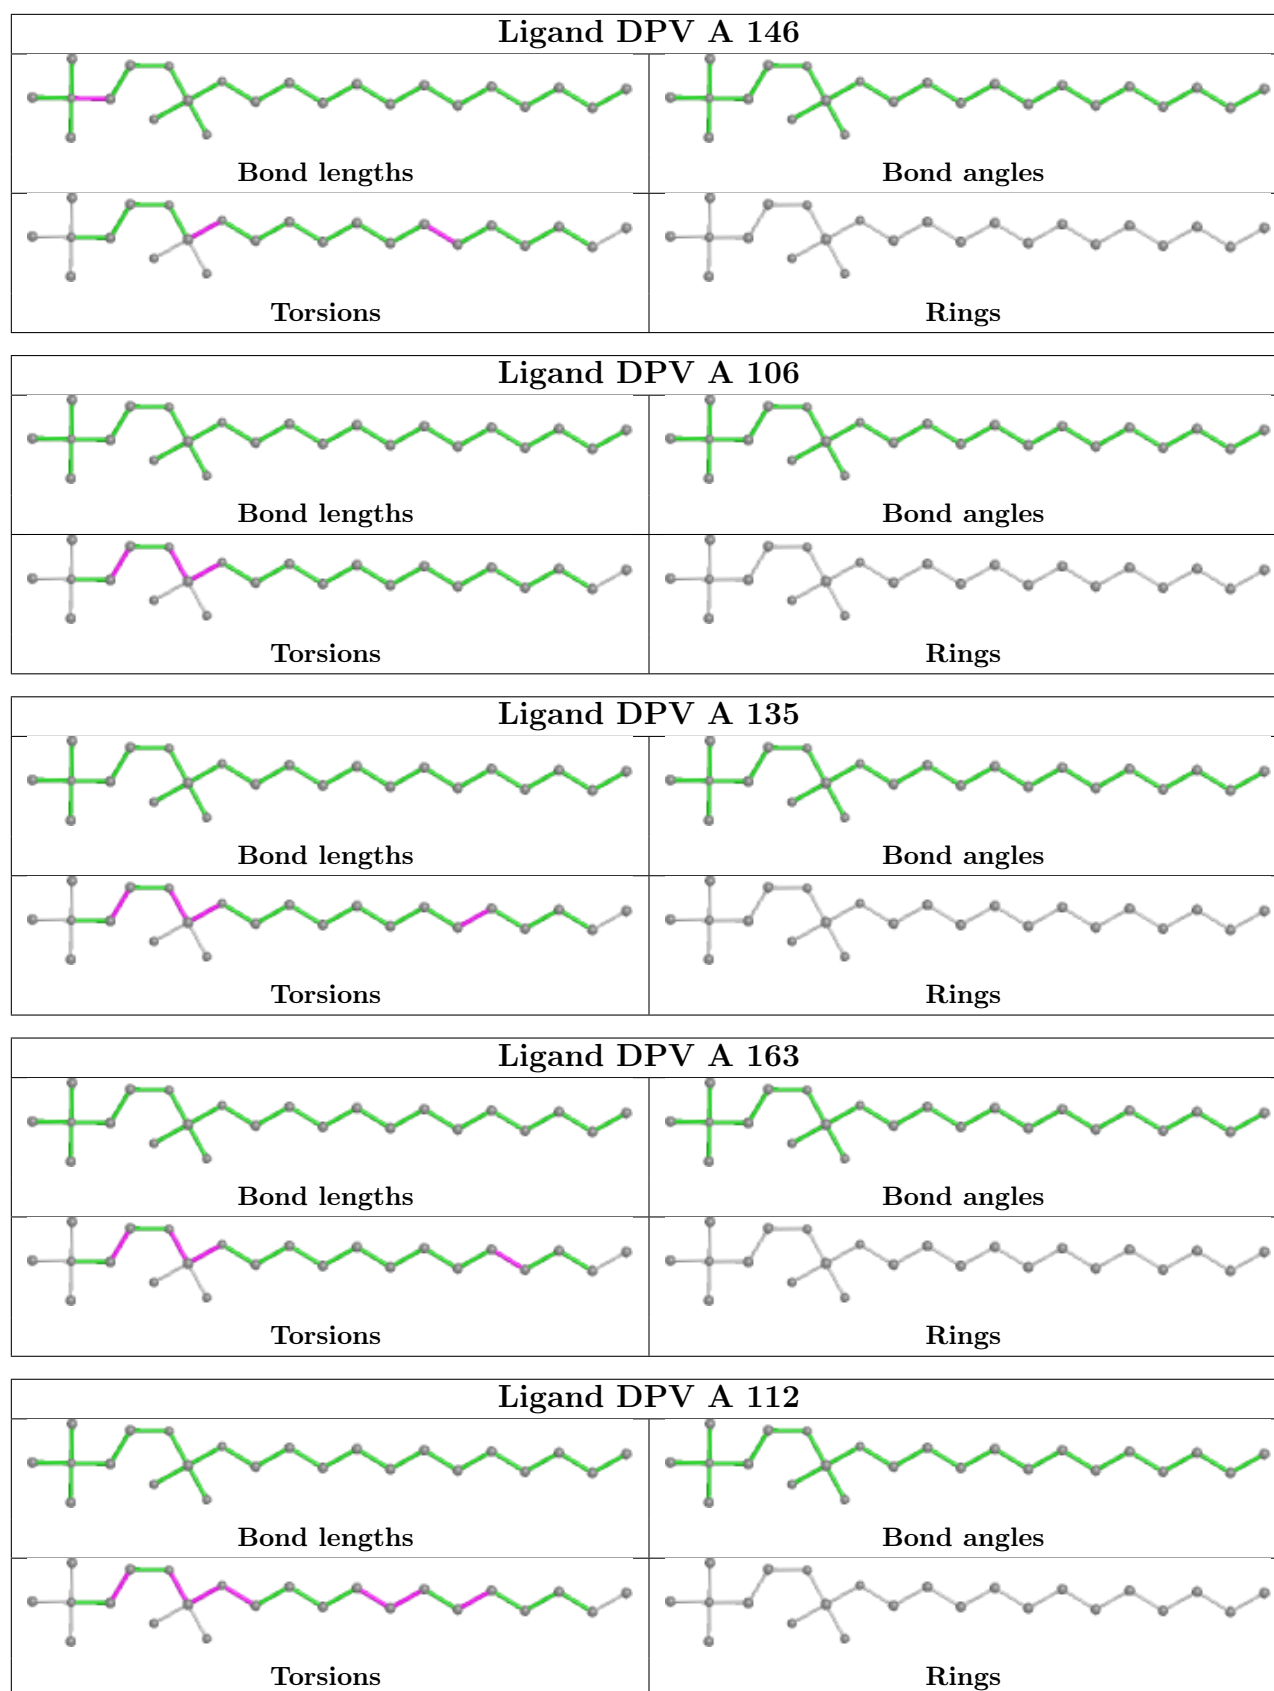 Ligand DPV A 146
Bond lengths Bond angles
Torsions Rings
Ligand DPV A 106
Bond lengths Bond angles
Torsions Rings
Ligand DPV A 135
Bond lengths Bond angles
Torsions Rings
Ligand DPV A 163
Bond lengths Bond angles
Torsions Rings
Ligand DPV A 112
Bond lengths Bond angles
Torsions Rings